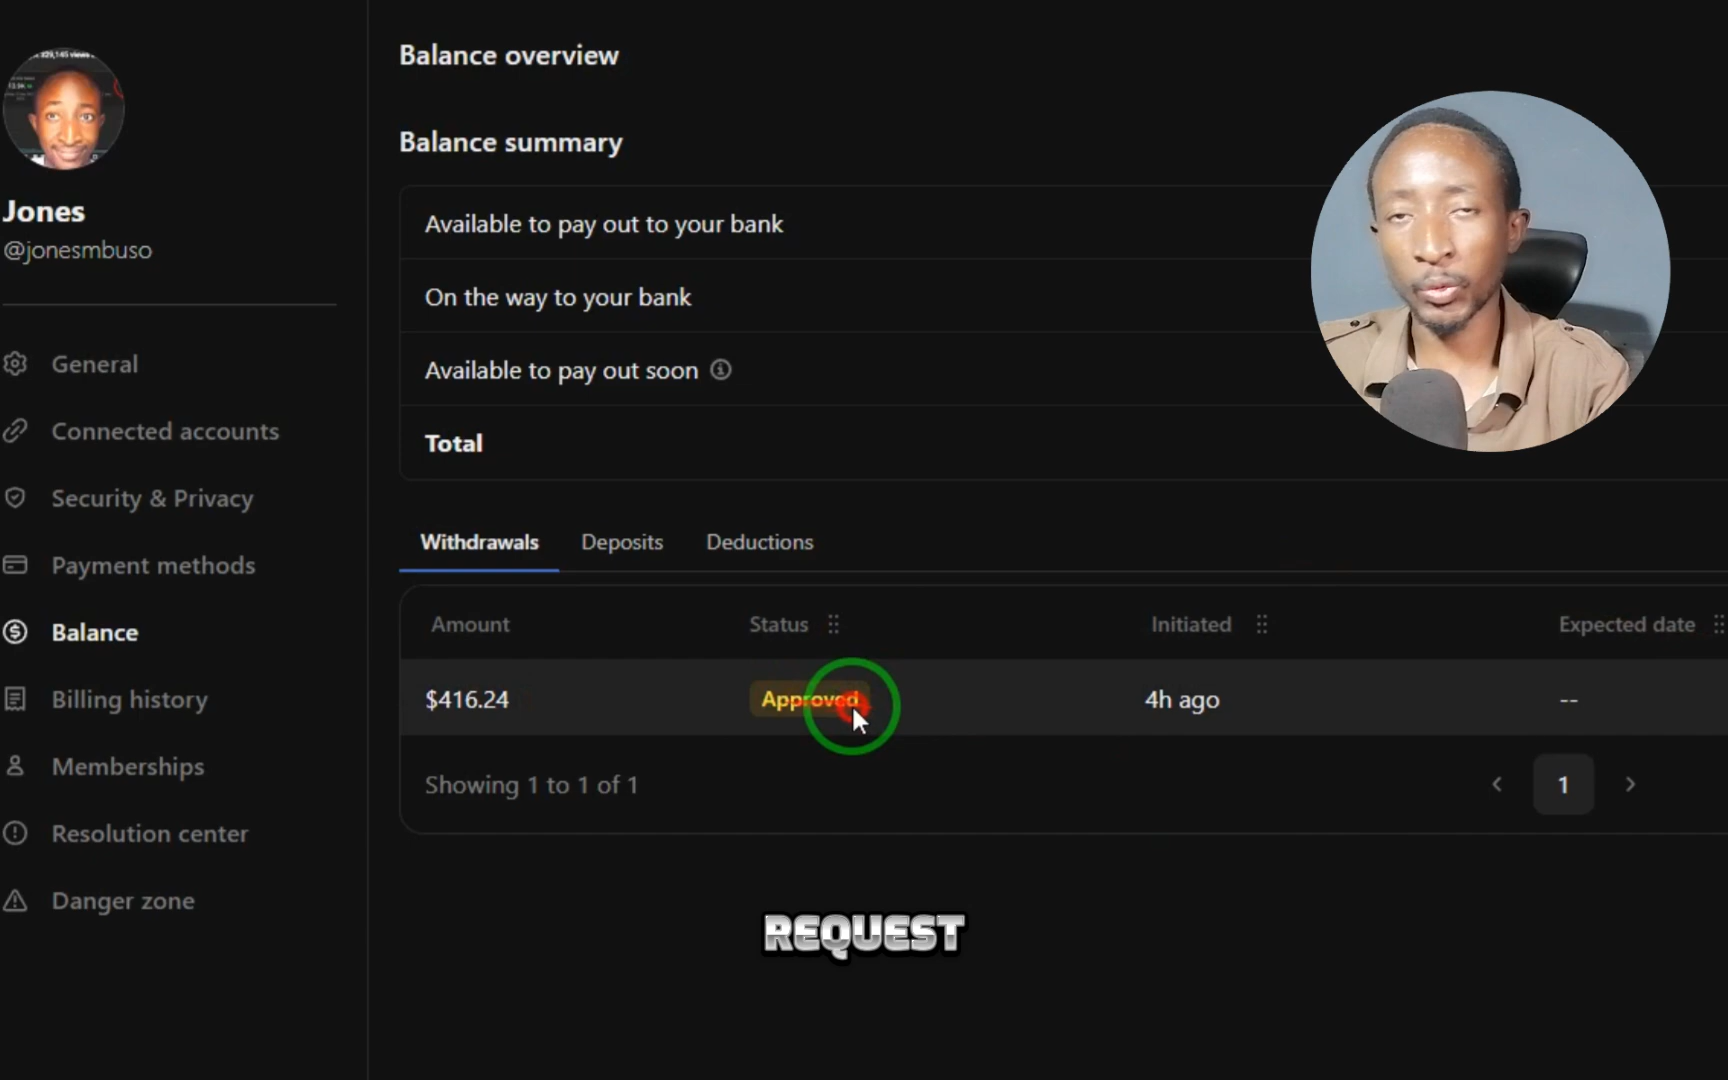 Jones
@jonesmbuso
General
Connected accounts
Security & Privacy
Payment methods
Balance
Billing history
Memberships
Resolution center
Danger zone
Balance overview
Balance summary
Available to pay out to your bank
On the way to your bank
Available to pay out soon
Total
Withdrawals Deposits Deductions
Amount Status Initiated Expected date
$416.24 Approved 4h ago --
Showing 1 to 1 of 1 1
REQUEST